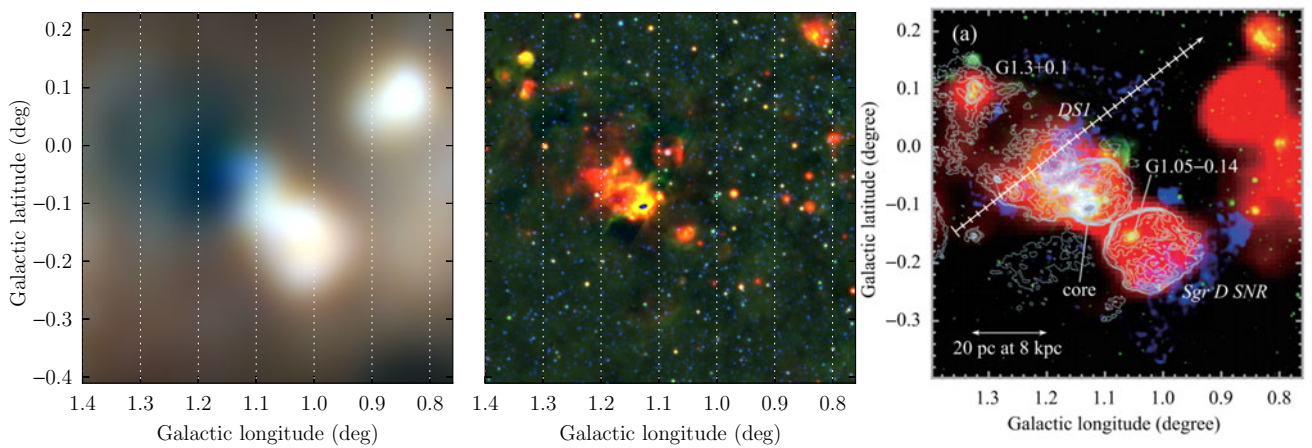 0.2
0.1
0.0
−0.1
−0.2
−0.3
−0.4
Galactic latitude (deg)
1.4 1.3 1.2 1.1 1.0 0.9 0.8
Galactic longitude (deg)
1.4 1.3 1.2 1.1 1.0 0.9 0.8
Galactic longitude (deg)
(a)
G1.3+0.1
DS1
G1.05−0.14
core
Sgr D SNR
20 pc at 8 kpc
0.2
0.1
0.0
−0.1
−0.2
−0.3
Galactic latitude (degree)
1.3 1.2 1.1 1.0 0.9 0.8
Galactic longitude (degree)